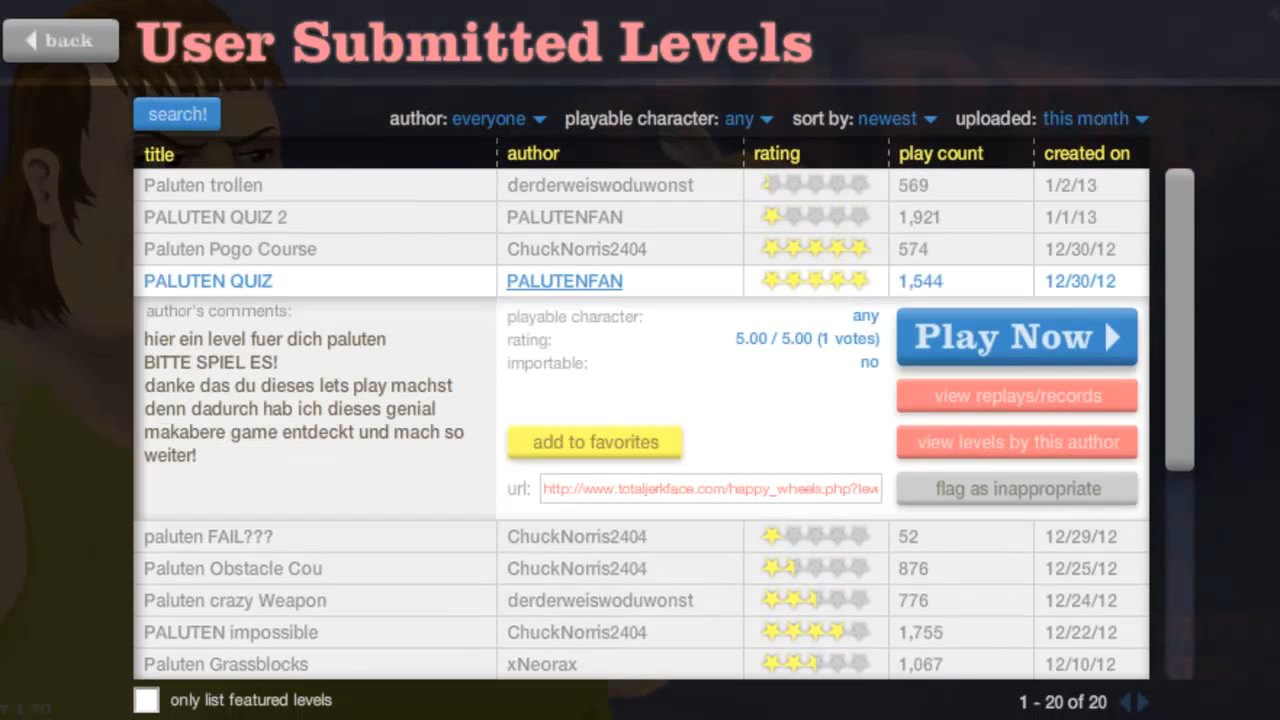 back
User Submitted Levels
search!
author: everyone playable character: any sort by: newest uploaded: this month
title author rating play count created on
Paluten trollen derderweiswoduwonst 569 1/2/13
PALUTEN QUIZ 2 PALUTENFAN 1,921 1/1/13
Paluten Pogo Course ChuckNorris2404 574 12/30/12
PALUTEN QUIZ PALUTENFAN 1,544 12/30/12
author's comments:
hier ein level fuer dich paluten
BITTE SPIEL ES!
danke das du dieses lets play machst
denn dadurch hab ich dieses genial
makabere game entdeckt und mach so
weiter!
playable character: any
rating: 5.00 / 5.00 (1 votes)
importable: no
add to favorites
url: http://www.totaljerkface.com/happy_wheels.php?lev
Play Now
view replays/records
view levels by this author
flag as inappropriate
paluten FAIL??? ChuckNorris2404 52 12/29/12
Paluten Obstacle Cou ChuckNorris2404 876 12/25/12
Paluten crazy Weapon derderweiswoduwonst 776 12/24/12
PALUTEN impossible ChuckNorris2404 1,755 12/22/12
Paluten Grassblocks xNeorax 1,067 12/10/12
only list featured levels
1 - 20 of 20